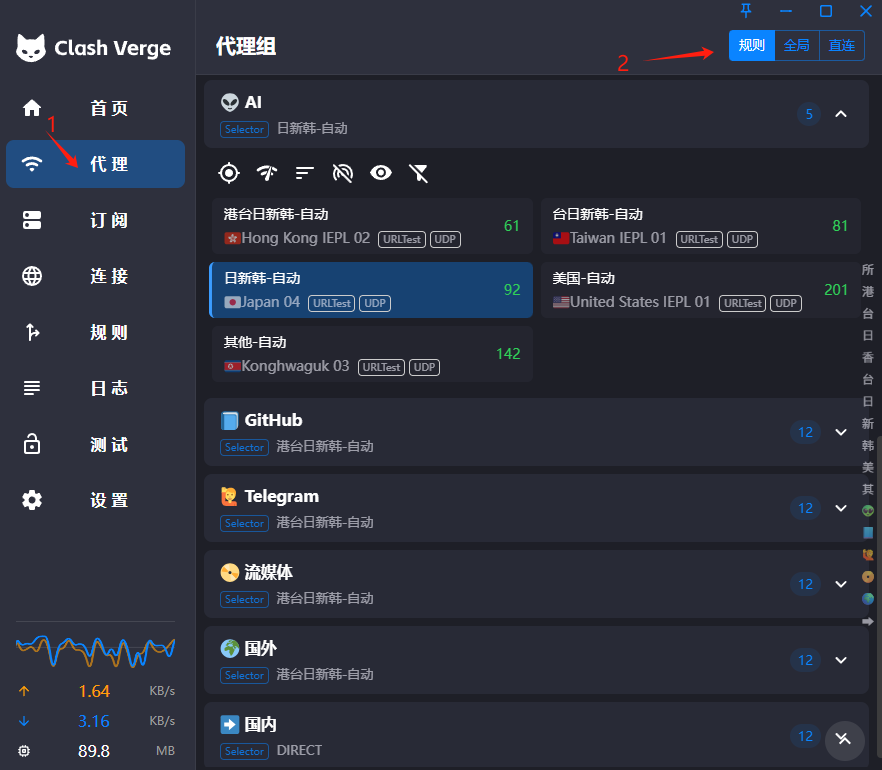 Clash Verge
首页
1
代理
订阅
连接
规则
日志
测试
设置
1.64 KB/s
3.16 KB/s
89.8 MB
代理组
2
规则 全局 直连
AI
Selector 日新韩-自动
5
港台日新韩-自动
Hong Kong IEPL 02 URLTest UDP
61
台日新韩-自动
Taiwan IEPL 01 URLTest UDP
81
日新韩-自动
Japan 04 URLTest UDP
92
美国-自动
United States IEPL 01 URLTest UDP
201
其他-自动
Konghwaguk 03 URLTest UDP
142
GitHub
Selector 港台日新韩-自动
12
Telegram
Selector 港台日新韩-自动
12
流媒体
Selector 港台日新韩-自动
12
国外
Selector 港台日新韩-自动
12
国内
Selector DIRECT
12
所
港
台
日
香
台
日
新
韩
美
其